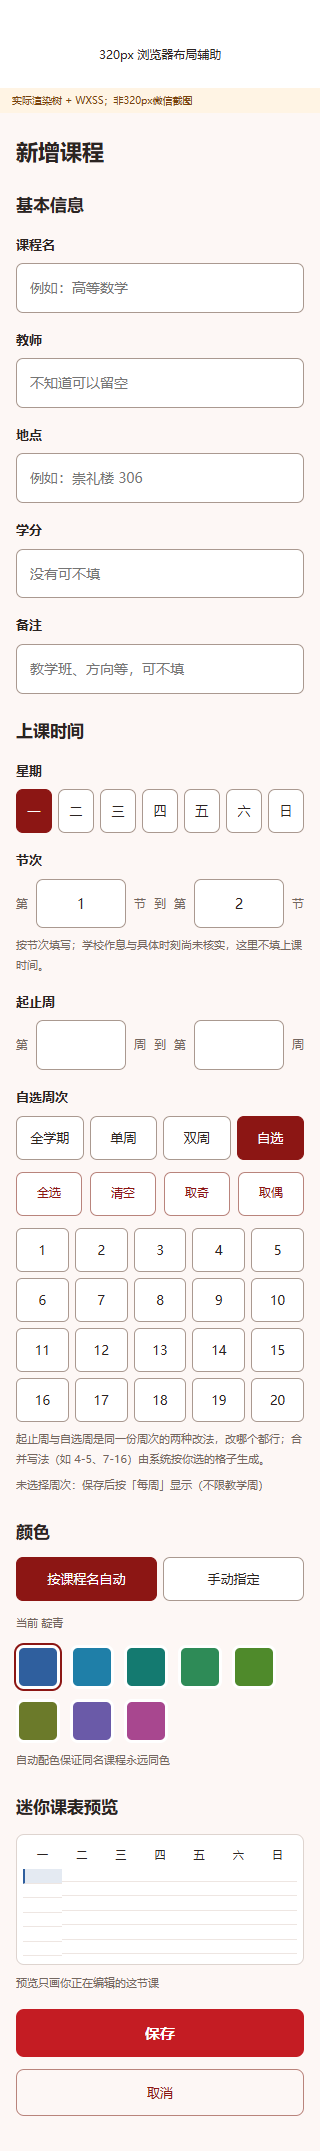 320px 浏览器布局辅助
实际渲染树 + WXSS；非320px微信截图
新增课程
基本信息
课程名
例如：高等数学
教师
不知道可以留空
地点
例如：崇礼楼 306
学分
没有可不填
备注
教学班、方向等，可不填
上课时间
星期
一 二 三 四 五 六 日
节次
第 1 节 到 第 2 节
按节次填写；学校作息与具体时刻尚未核实，这里不填上课
时间。
起止周
第 周 到 第 周
自选周次
全学期 单周 双周 自选
全选 清空 取奇 取偶
1 2 3 4 5
6 7 8 9 10
11 12 13 14 15
16 17 18 19 20
起止周与自选周是同一份周次的两种改法，改哪个都行；合
并写法（如 4-5、7-16）由系统按你选的格子生成。
未选择周次：保存后按「每周」显示（不限教学周）
颜色
按课程名自动 手动指定
当前 靛青
自动配色保证同名课程永远同色
迷你课表预览
一 二 三 四 五 六 日
预览只画你正在编辑的这节课
保存
取消